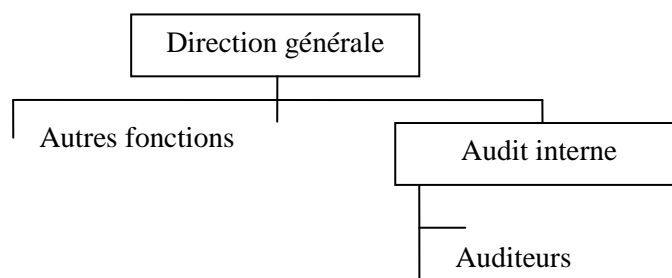 Direction générale
Autres fonctions
Audit interne
Auditeurs